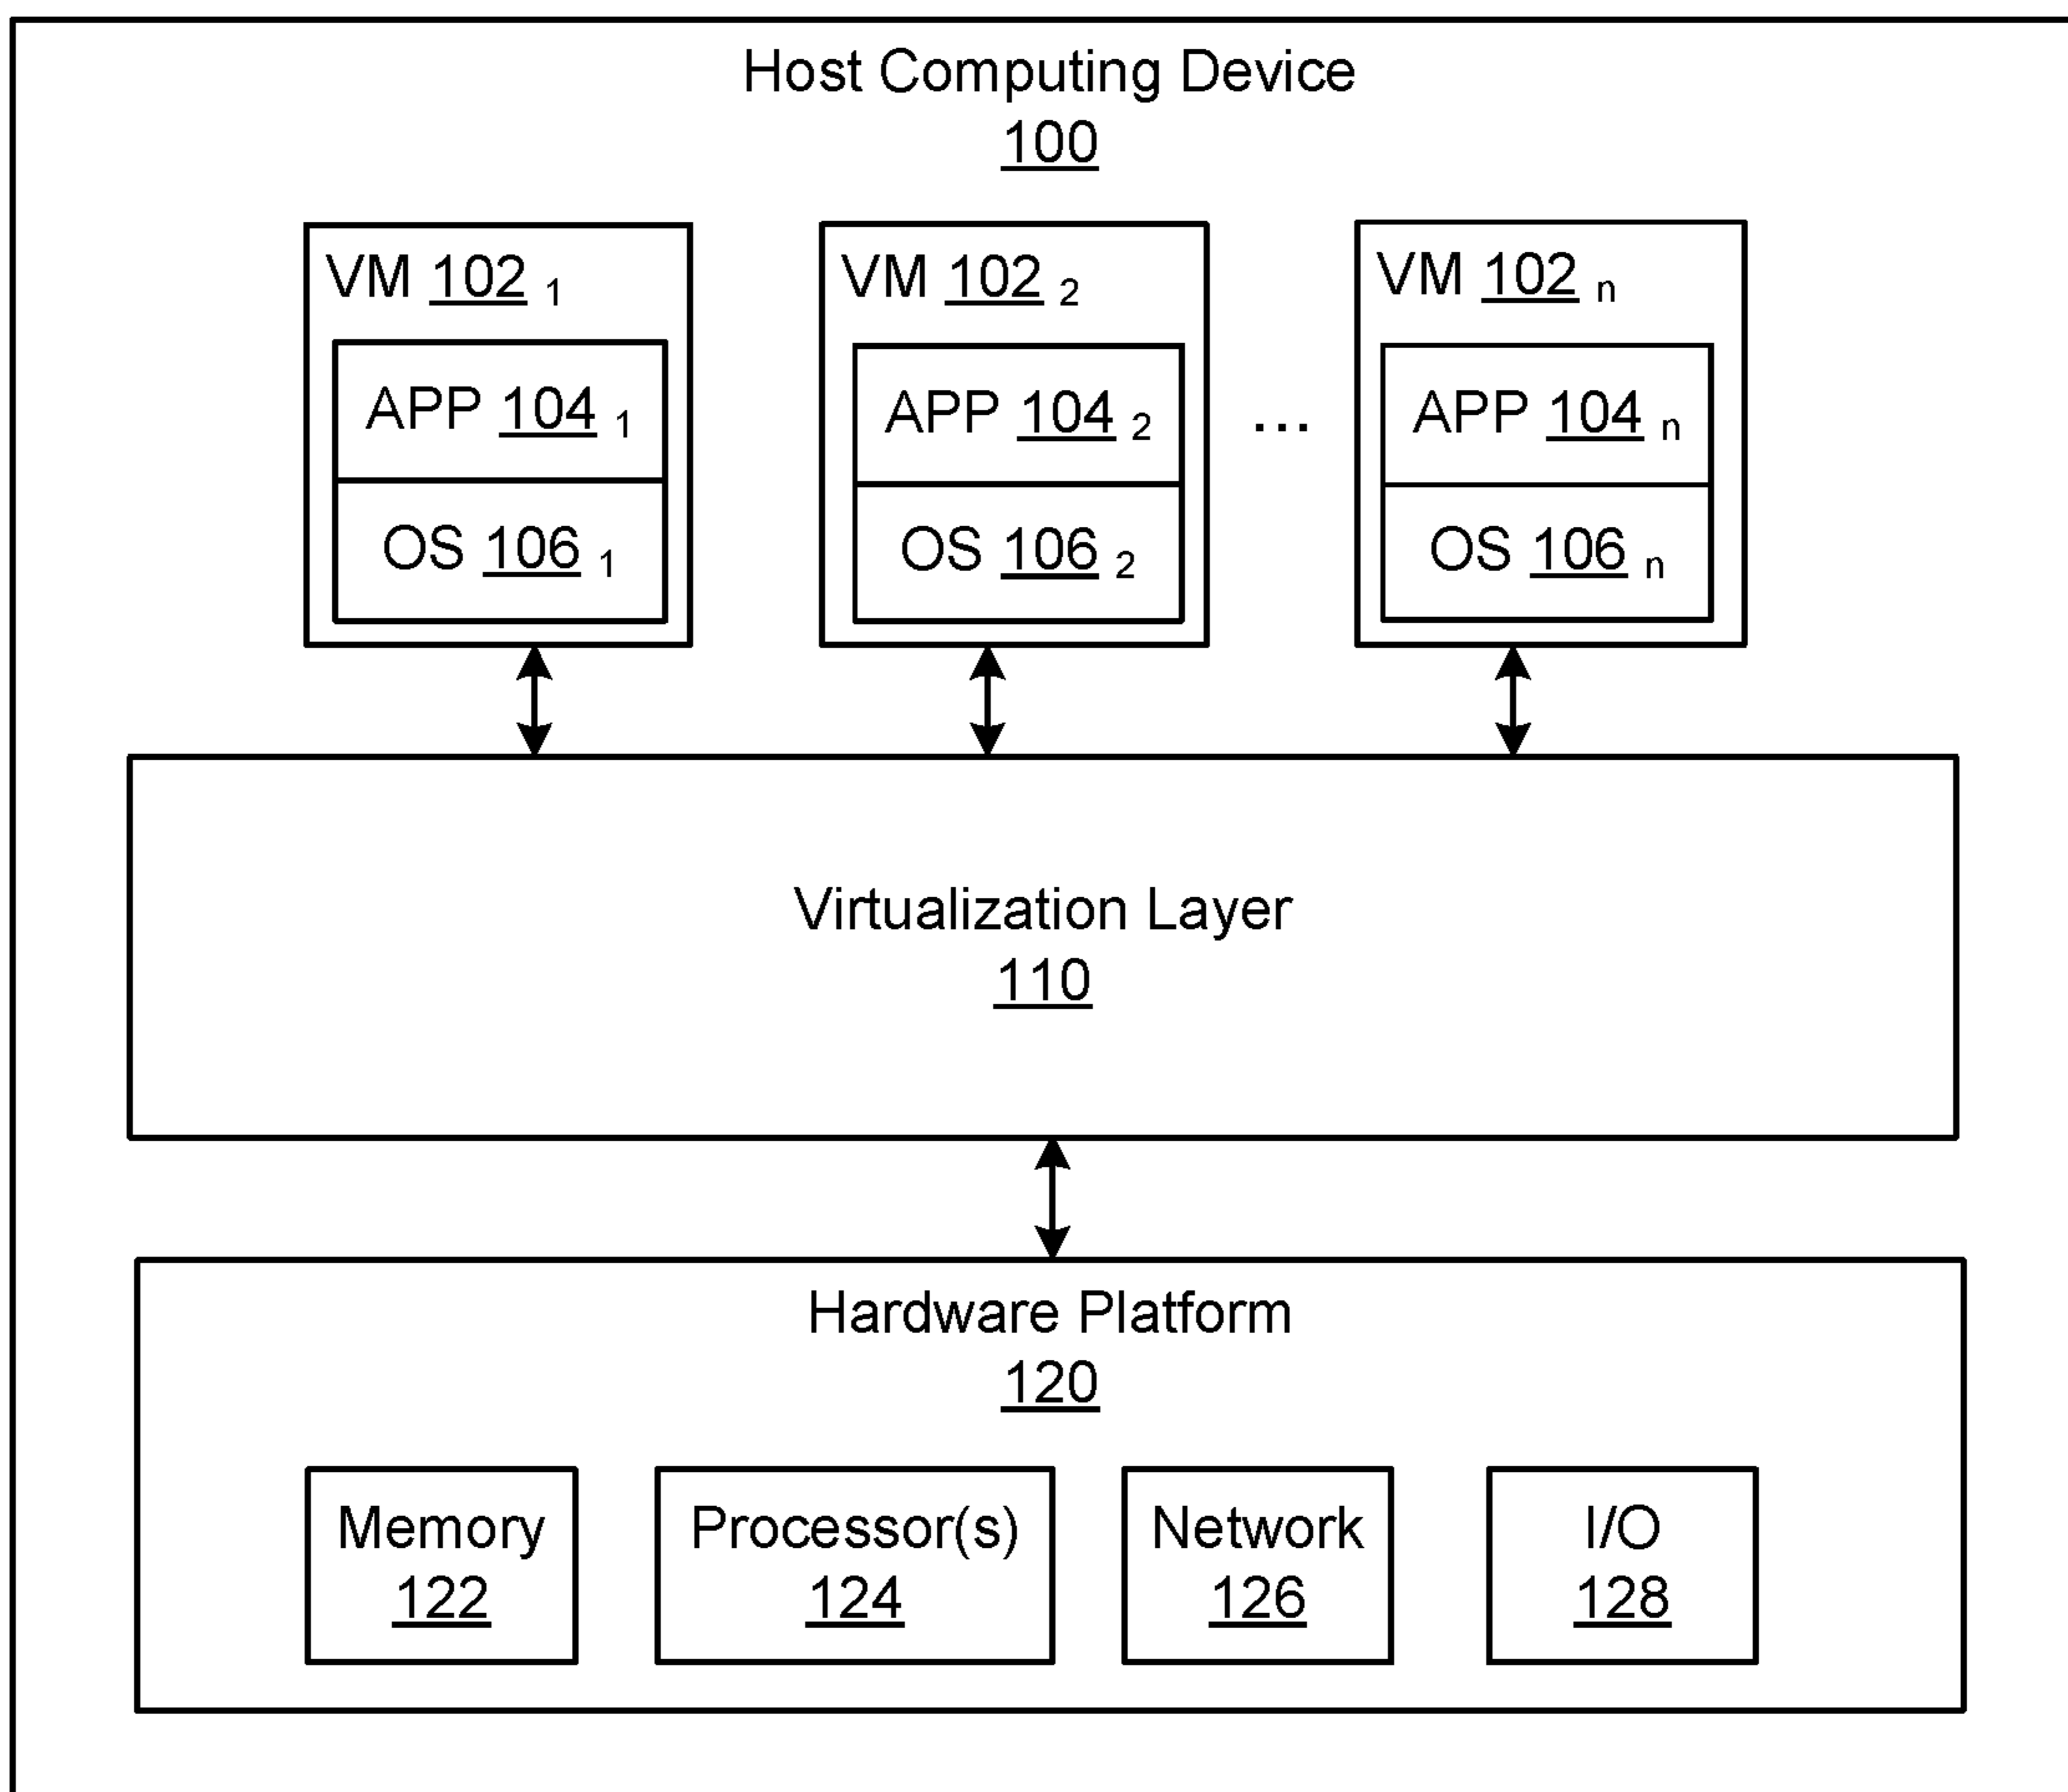 Host Computing Device
100
VM 102 1
VM 102 2
VM 102 n
APP 104 1
APP 104 2
...
APP 104 n
OS 106 1
OS 106 2
OS 106 n
Virtualization Layer
110
Hardware Platform
120
Memory
122
Processor(s)
124
Network
126
I/O
128